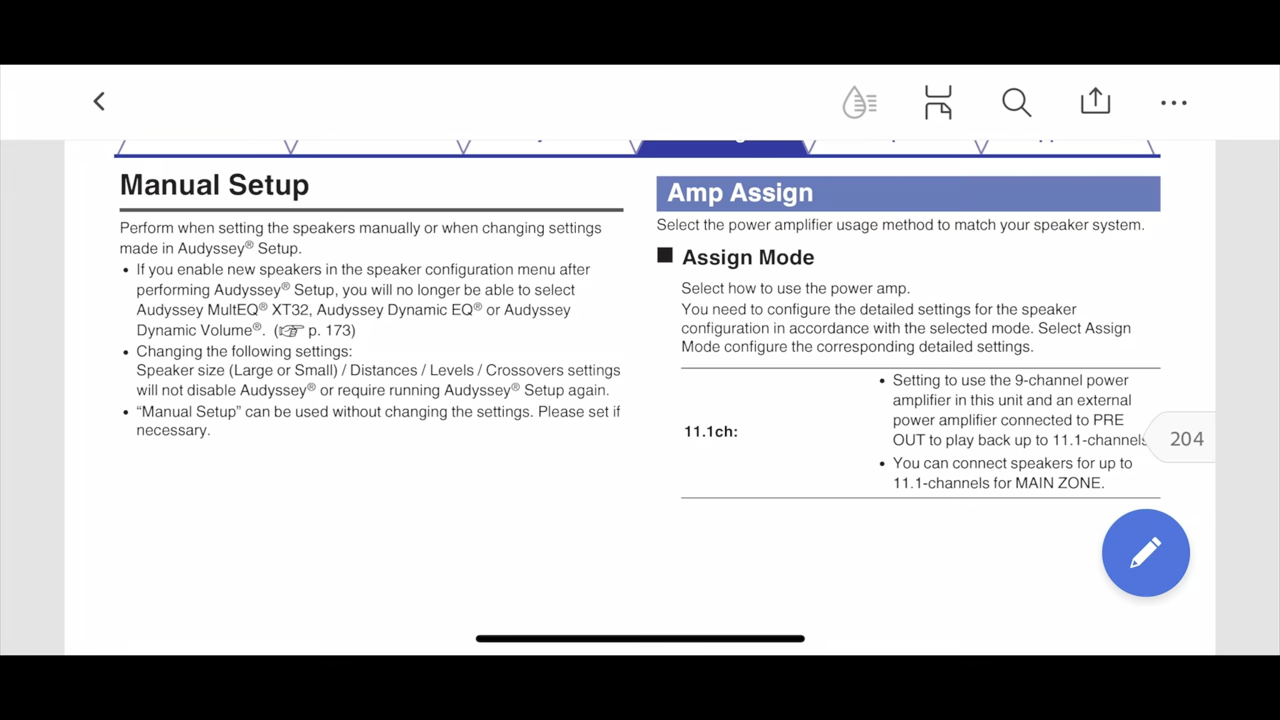 Manual Setup
Perform when setting the speakers manually or when changing settings
made in Audyssey® Setup.
• If you enable new speakers in the speaker configuration menu after
performing Audyssey® Setup, you will no longer be able to select
Audyssey MultEQ® XT32, Audyssey Dynamic EQ® or Audyssey
Dynamic Volume®. (☞ p. 173)
• Changing the following settings:
Speaker size (Large or Small) / Distances / Levels / Crossovers settings
will not disable Audyssey® or require running Audyssey® Setup again.
• “Manual Setup” can be used without changing the settings. Please set if
necessary.
Amp Assign
Select the power amplifier usage method to match your speaker system.
■ Assign Mode
Select how to use the power amp.
You need to configure the detailed settings for the speaker
configuration in accordance with the selected mode. Select Assign
Mode configure the corresponding detailed settings.
11.1ch:
• Setting to use the 9-channel power
amplifier in this unit and an external
power amplifier connected to PRE
OUT to play back up to 11.1-channels
• You can connect speakers for up to
11.1-channels for MAIN ZONE.
204